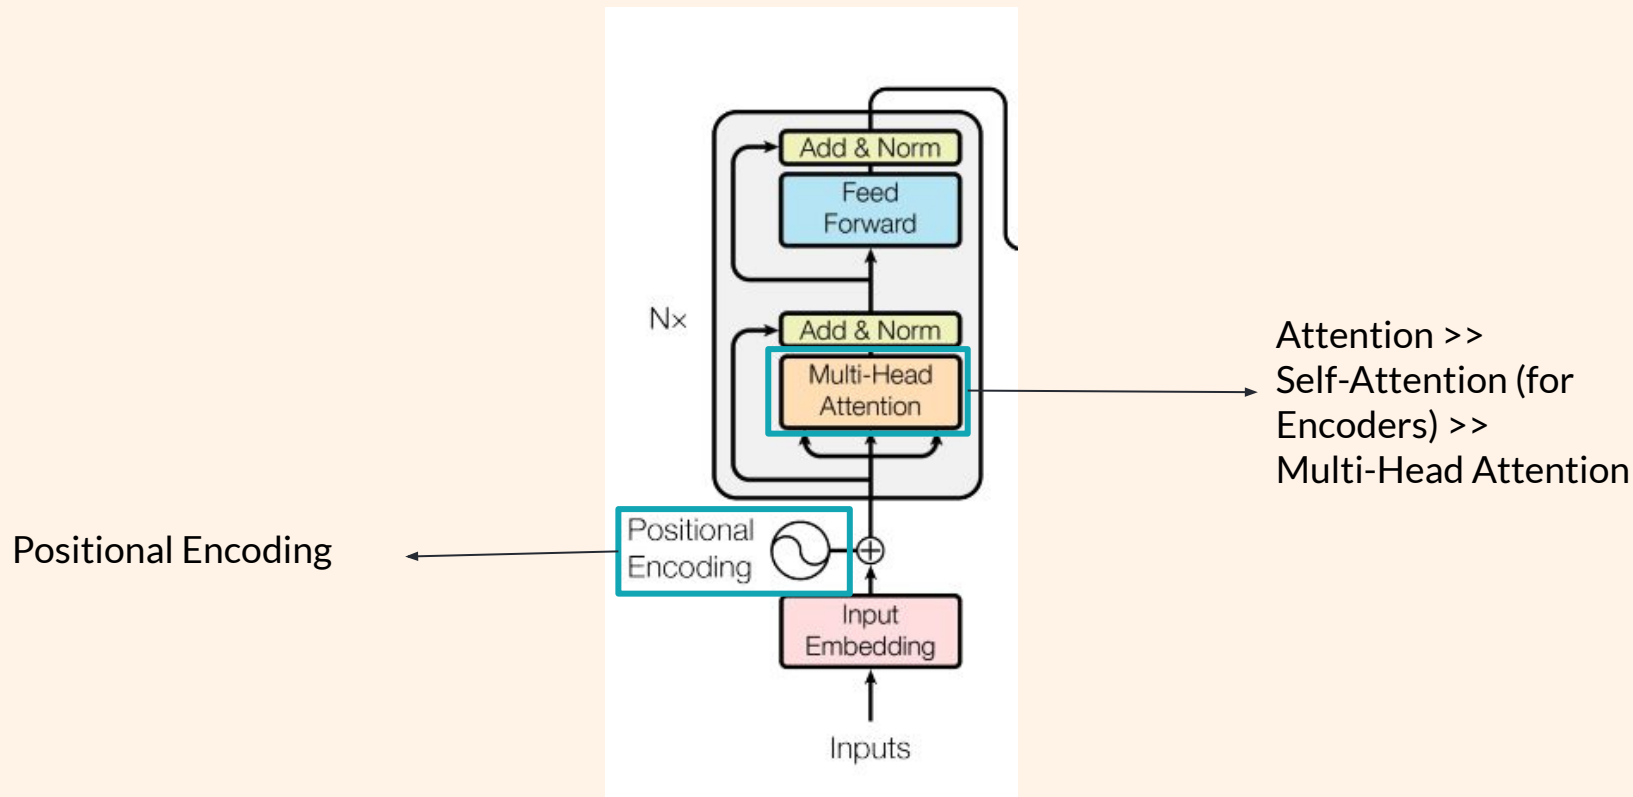 Add & Norm
Feed
Forward
Nx
Add & Norm
Multi-Head
Attention
Attention >>
Self-Attention (for
Encoders) >>
Multi-Head Attention
Positional Encoding
Positional
Encoding
Input
Embedding
Inputs